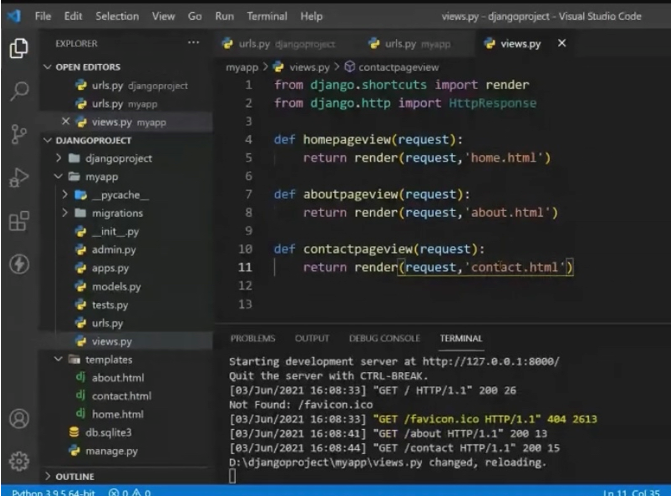 File Edit Selection View Go Run Terminal Help views.py - djangoproject - Visual Studio Code
EXPLORER ...
OPEN EDITORS
urls.py djangoproject
urls.py myapp
views.py myapp
DJANGOPROJECT
djangoproject
myapp
__pycache__
migrations
__init__.py
admin.py
apps.py
models.py
tests.py
urls.py
views.py
templates
about.html
contact.html
home.html
db.sqlite3
manage.py
OUTLINE
urls.py djangoproject urls.py myapp views.py
myapp > views.py > contactpageview
1 from django.shortcuts import render
2 from django.http import HttpResponse
3
4 def homepageview(request):
5 return render(request,'home.html')
6
7 def aboutpageview(request):
8 return render(request,'about.html')
9
10 def contactpageview(request):
11 return render(request,'contact.html')
12
13
PROBLEMS OUTPUT DEBUG CONSOLE TERMINAL
Starting development server at http://127.0.0.1:8000/
Quit the server with CTRL-BREAK.
[03/Jun/2021 16:08:33] "GET / HTTP/1.1" 200 26
Not Found: /favicon.ico
[03/Jun/2021 16:08:33] "GET /favicon.ico HTTP/1.1" 404 2613
[03/Jun/2021 16:08:41] "GET /about HTTP/1.1" 200 13
[03/Jun/2021 16:08:44] "GET /contact HTTP/1.1" 200 15
D:\djangoproject\myapp\views.py changed, reloading.
Python 3.9.5 64-bit 0 0 Ln 11, Col 35